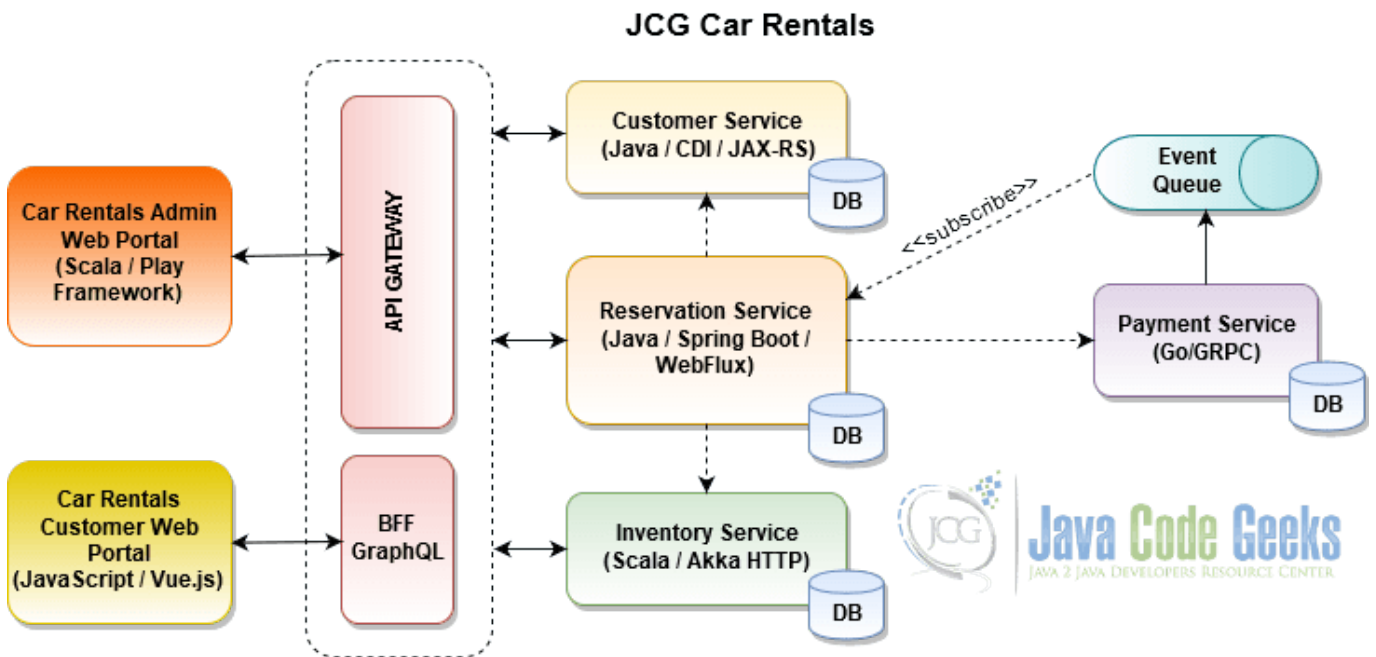 JCG Car Rentals
Car Rentals Admin
Web Portal
(Scala / Play
Framework)
Car Rentals
Customer Web
Portal
(JavaScript / Vue.js)
API GATEWAY
BFF
GraphQL
Customer Service
(Java / CDI / JAX-RS)
DB
Reservation Service
(Java / Spring Boot /
WebFlux)
DB
Inventory Service
(Scala / Akka HTTP)
DB
<<subscribe>>
Event
Queue
Payment Service
(Go/GRPC)
DB
JCG
Java Code Geeks
Java 2 Java Developers Resource Center